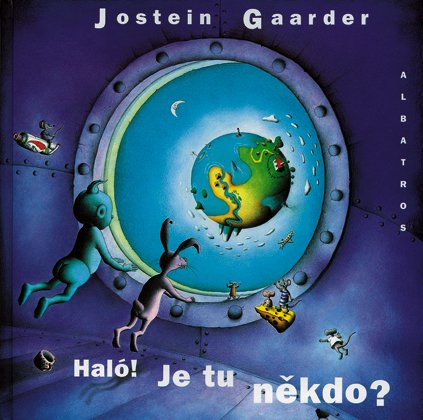 Jostein Gaarder
ALBATROS
Haló! Je tu někdo?